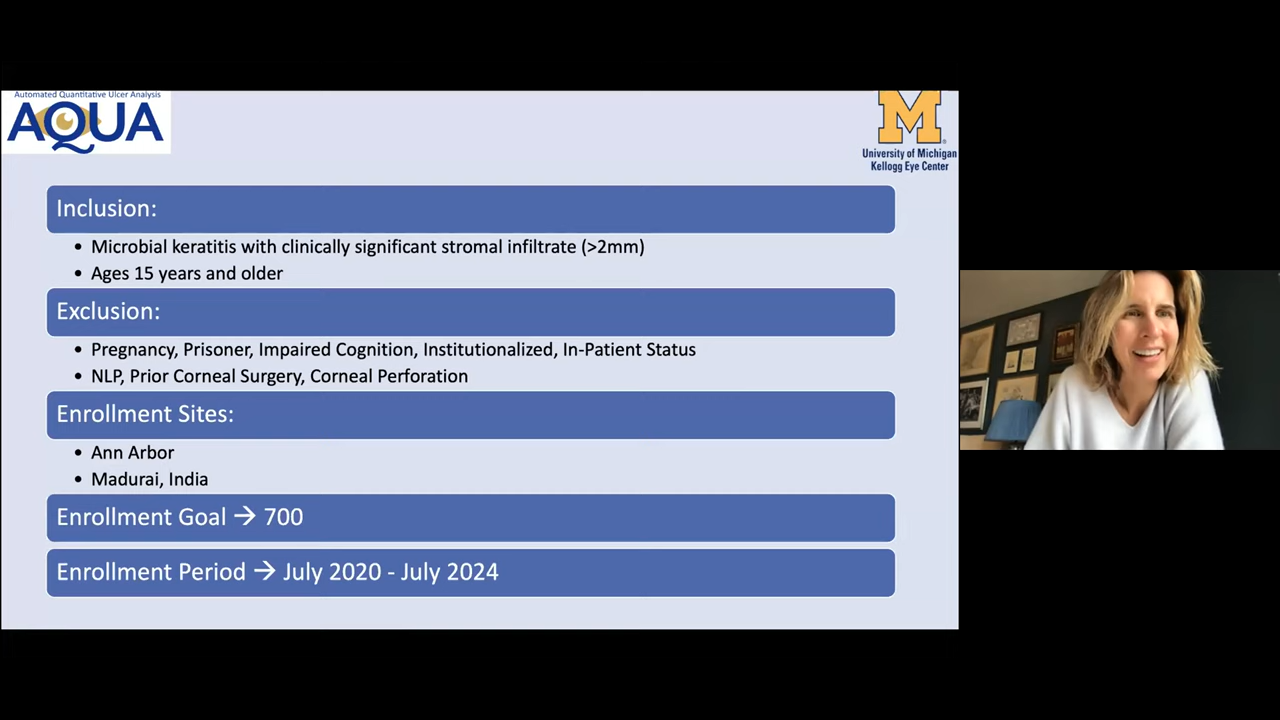 Automated Quantitative Ulcer Analysis
AQUA
M
University of Michigan
Kellogg Eye Center
Inclusion:
• Microbial keratitis with clinically significant stromal infiltrate (>2mm)
• Ages 15 years and older
Exclusion:
• Pregnancy, Prisoner, Impaired Cognition, Institutionalized, In-Patient Status
• NLP, Prior Corneal Surgery, Corneal Perforation
Enrollment Sites:
• Ann Arbor
• Madurai, India
Enrollment Goal → 700
Enrollment Period → July 2020 - July 2024